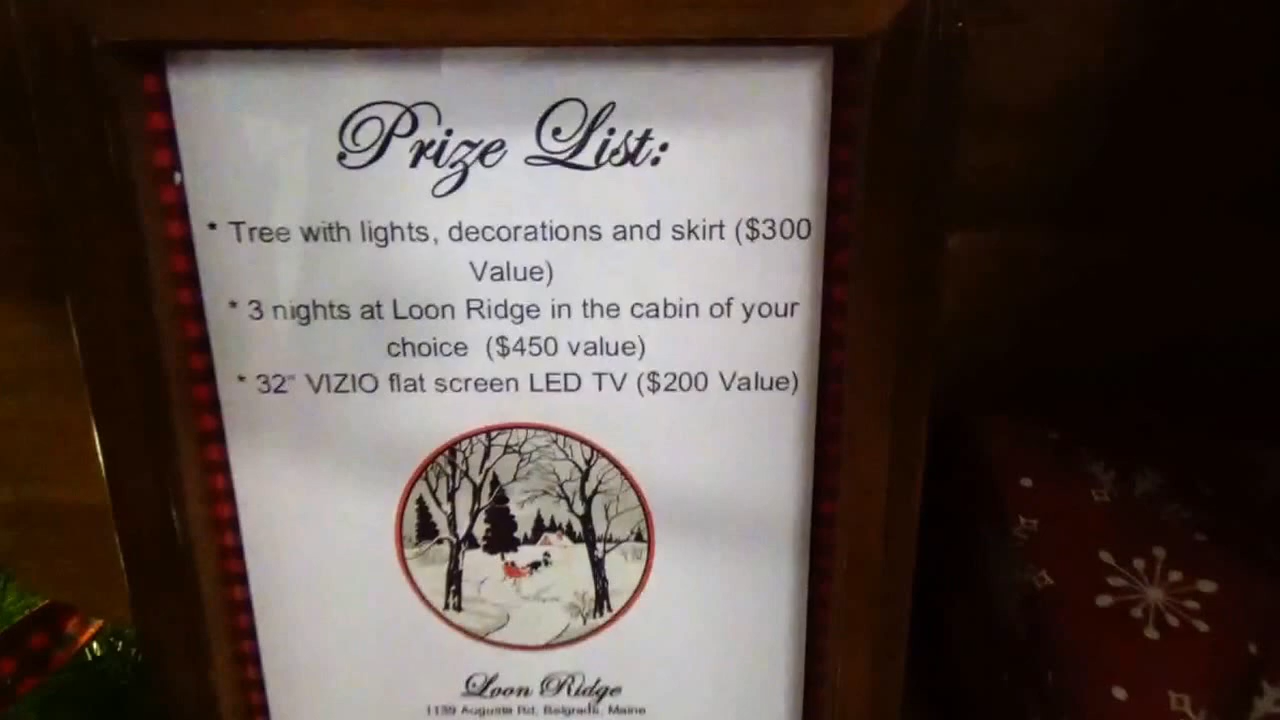 Prize List:
* Tree with lights, decorations and skirt ($300
Value)
* 3 nights at Loon Ridge in the cabin of your
choice ($450 value)
* 32" VIZIO flat screen LED TV ($200 Value)
Loon Ridge
1139 Augusta Rd, Belgrade, Maine